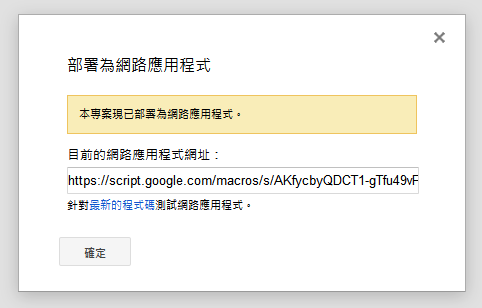 部署為網路應用程式
本專案現已部署為網路應用程式。
目前的網路應用程式網址：
https://script.google.com/macros/s/AKfycbyQDCT1-gTfu49vF
針對最新的程式碼測試網路應用程式。
確定